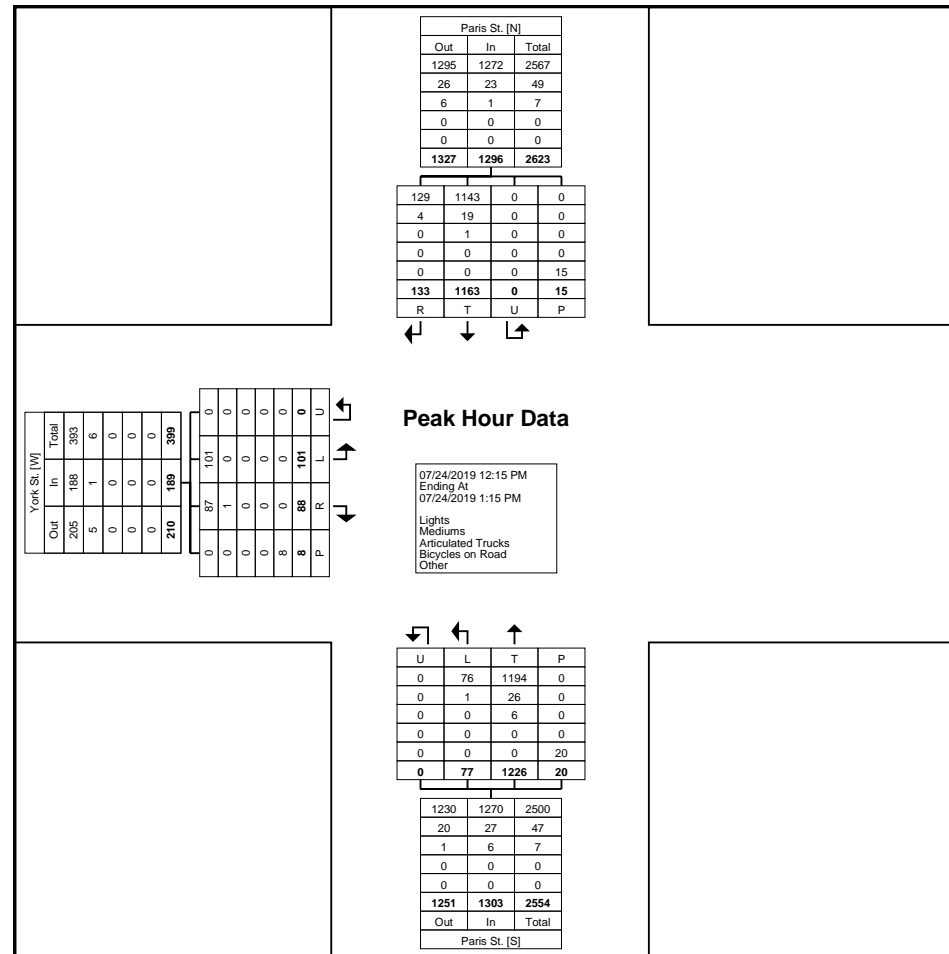 Paris St. [N]
Out In Total
1295 1272 2567
26 23 49
6 1 7
0 0 0
0 0 0
1327 1296 2623
129 1143 0 0
4 19 0 0
0 1 0 0
0 0 0 0
0 0 0 15
133 1163 0 15
R T U P
York St. [W]
Out In Total
205 188 393
5 1 6
0 0 0
0 0 0
0 0 0
210 189 399
0 87 101 0
0 1 0 0
0 0 0 0
0 0 0 0
8 0 0 0
8 88 101 0
P R L U
Peak Hour Data
07/24/2019 12:15 PM
Ending At
07/24/2019 1:15 PM
Lights
Mediums
Articulated Trucks
Bicycles on Road
Other
U L T P
0 76 1194 0
0 1 26 0
0 0 6 0
0 0 0 0
0 0 0 20
0 77 1226 20
1230 1270 2500
20 27 47
1 6 7
0 0 0
0 0 0
1251 1303 2554
Out In Total
Paris St. [S]